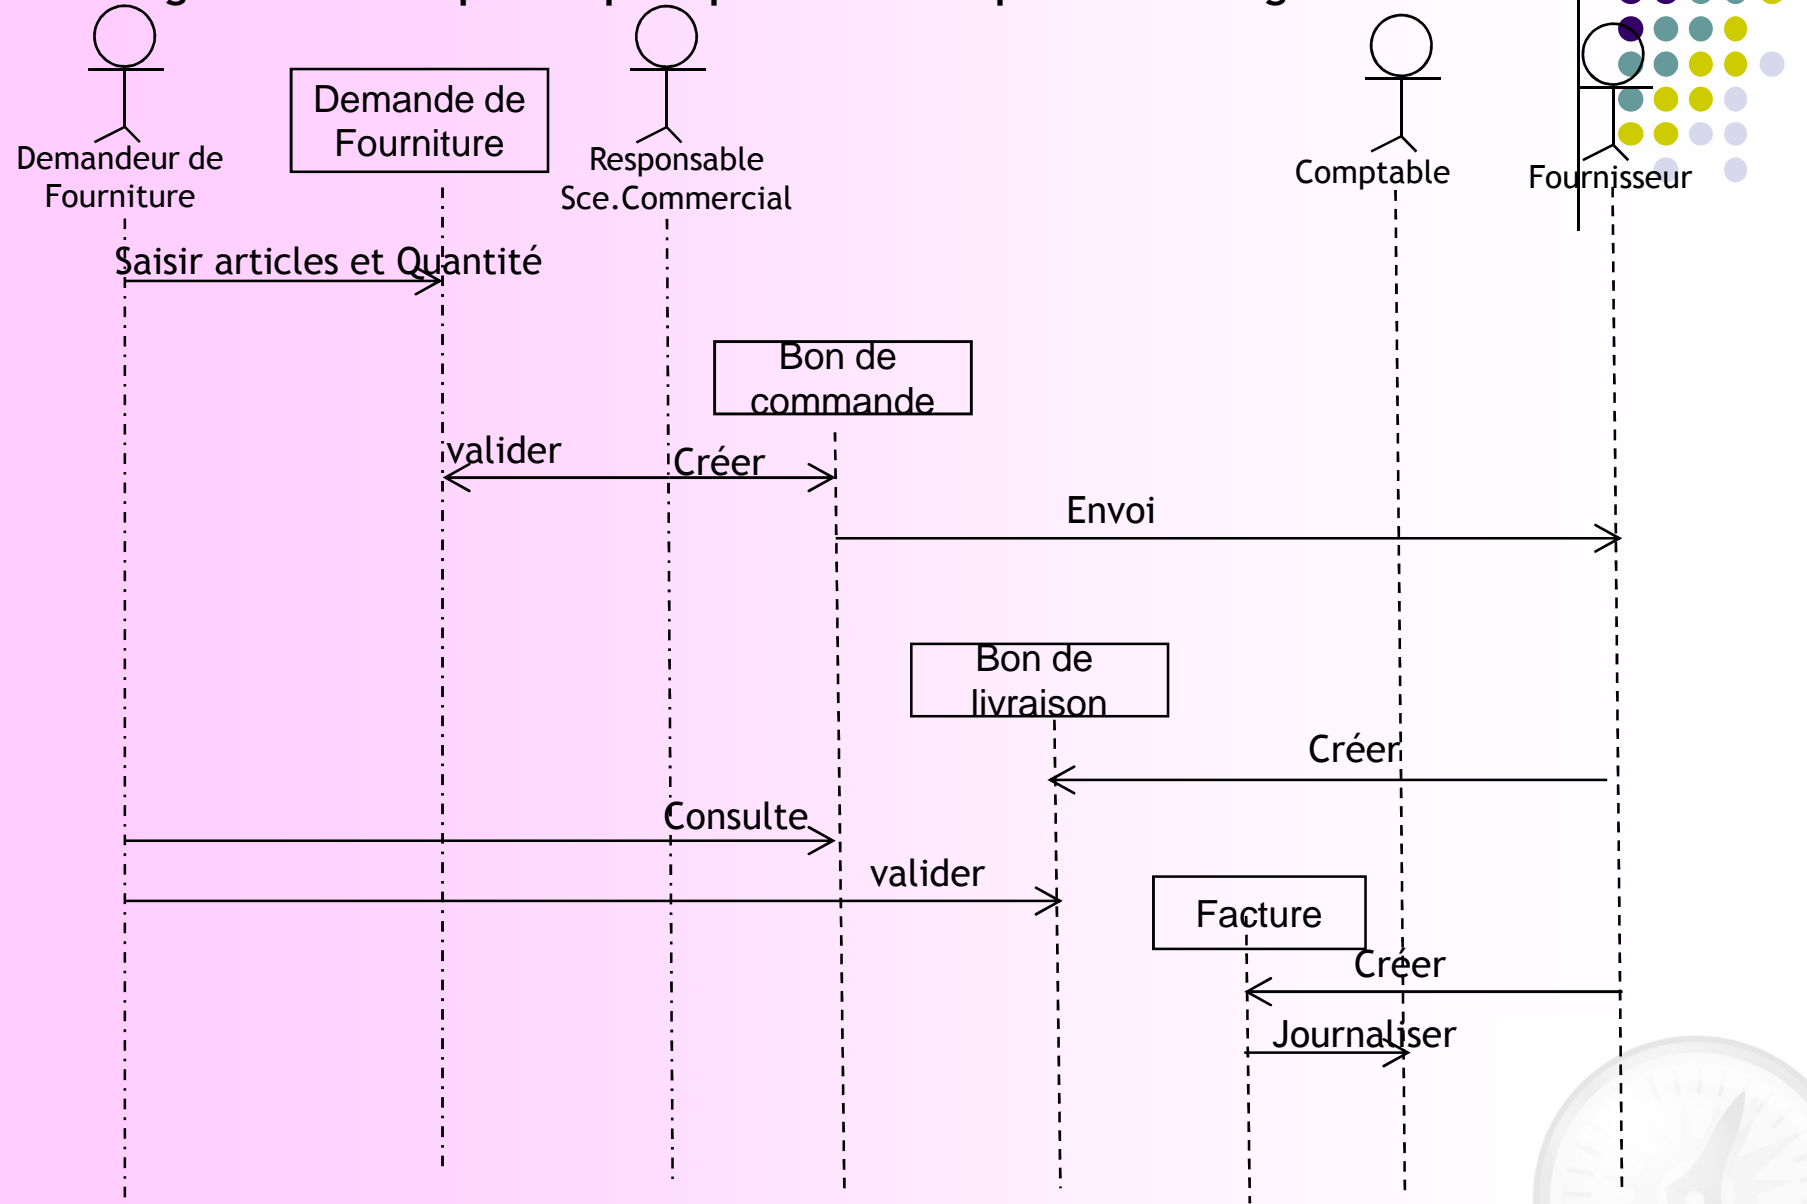 Demande de
Fourniture
Demandeur de
Fourniture
Responsable
Sce.Commercial
Comptable
Fournisseur
Saisir articles et Quantité
Bon de
commande
valider
Créer
Envoi
Bon de
livraison
Créer
Consulte
valider
Facture
Créer
Journaliser